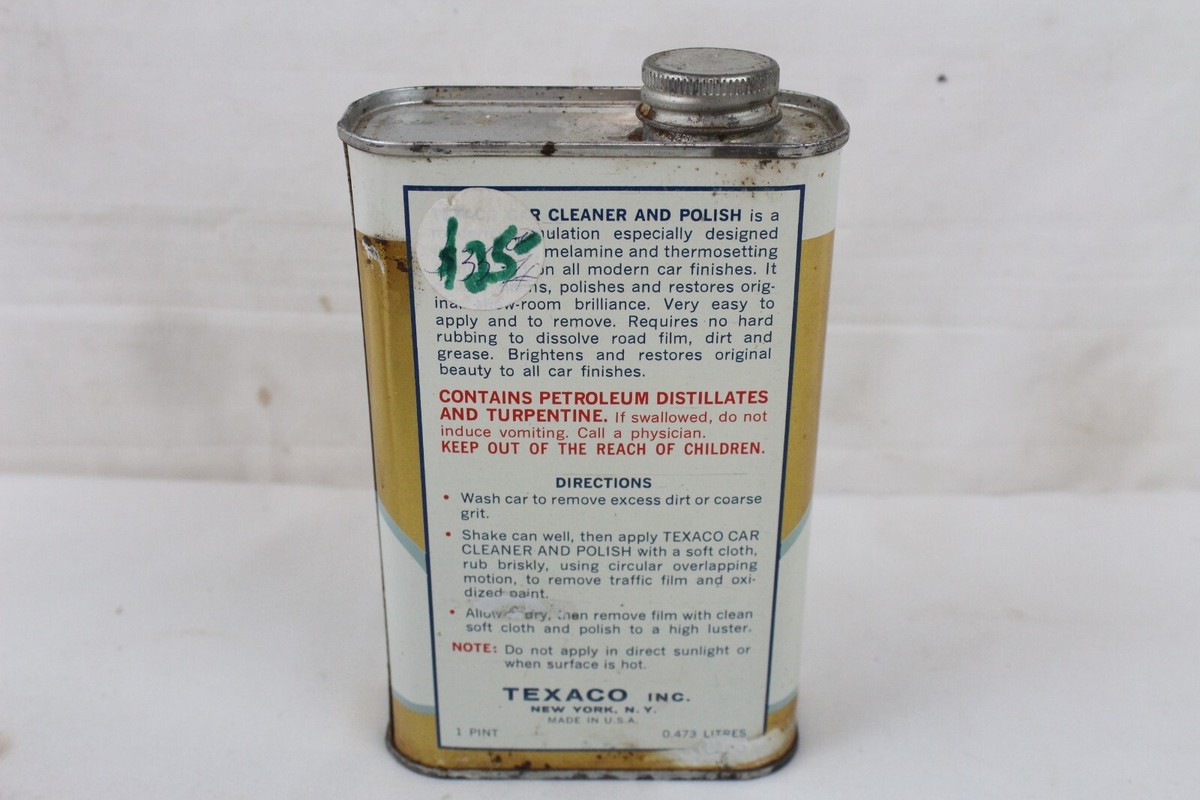 CAR CLEANER AND POLISH is a
especially designed
melamine and thermosetting
on all modern car finishes. It
polishes and restores orig-
brilliance. Very easy to
apply and to remove. Requires no hard
rubbing to dissolve road film, dirt and
grease. Brightens and restores original
beauty to all car finishes.
$125-
CONTAINS PETROLEUM DISTILLATES
AND TURPENTINE. If swallowed, do not
induce vomiting. Call a physician.
KEEP OUT OF THE REACH OF CHILDREN.
DIRECTIONS
• Wash car to remove excess dirt or coarse
grit.
• Shake can well, then apply TEXACO CAR
CLEANER AND POLISH with a soft cloth,
rub briskly, using circular overlapping
motion, to remove traffic film and oxi-
dized paint.
• dry, then remove film with clean
soft cloth and polish to a high luster.
NOTE: Do not apply in direct sunlight or
when surface is hot.
TEXACO INC.
NEW YORK, N.Y.
MADE IN U.S.A.
1 PINT 0.473 LITRES